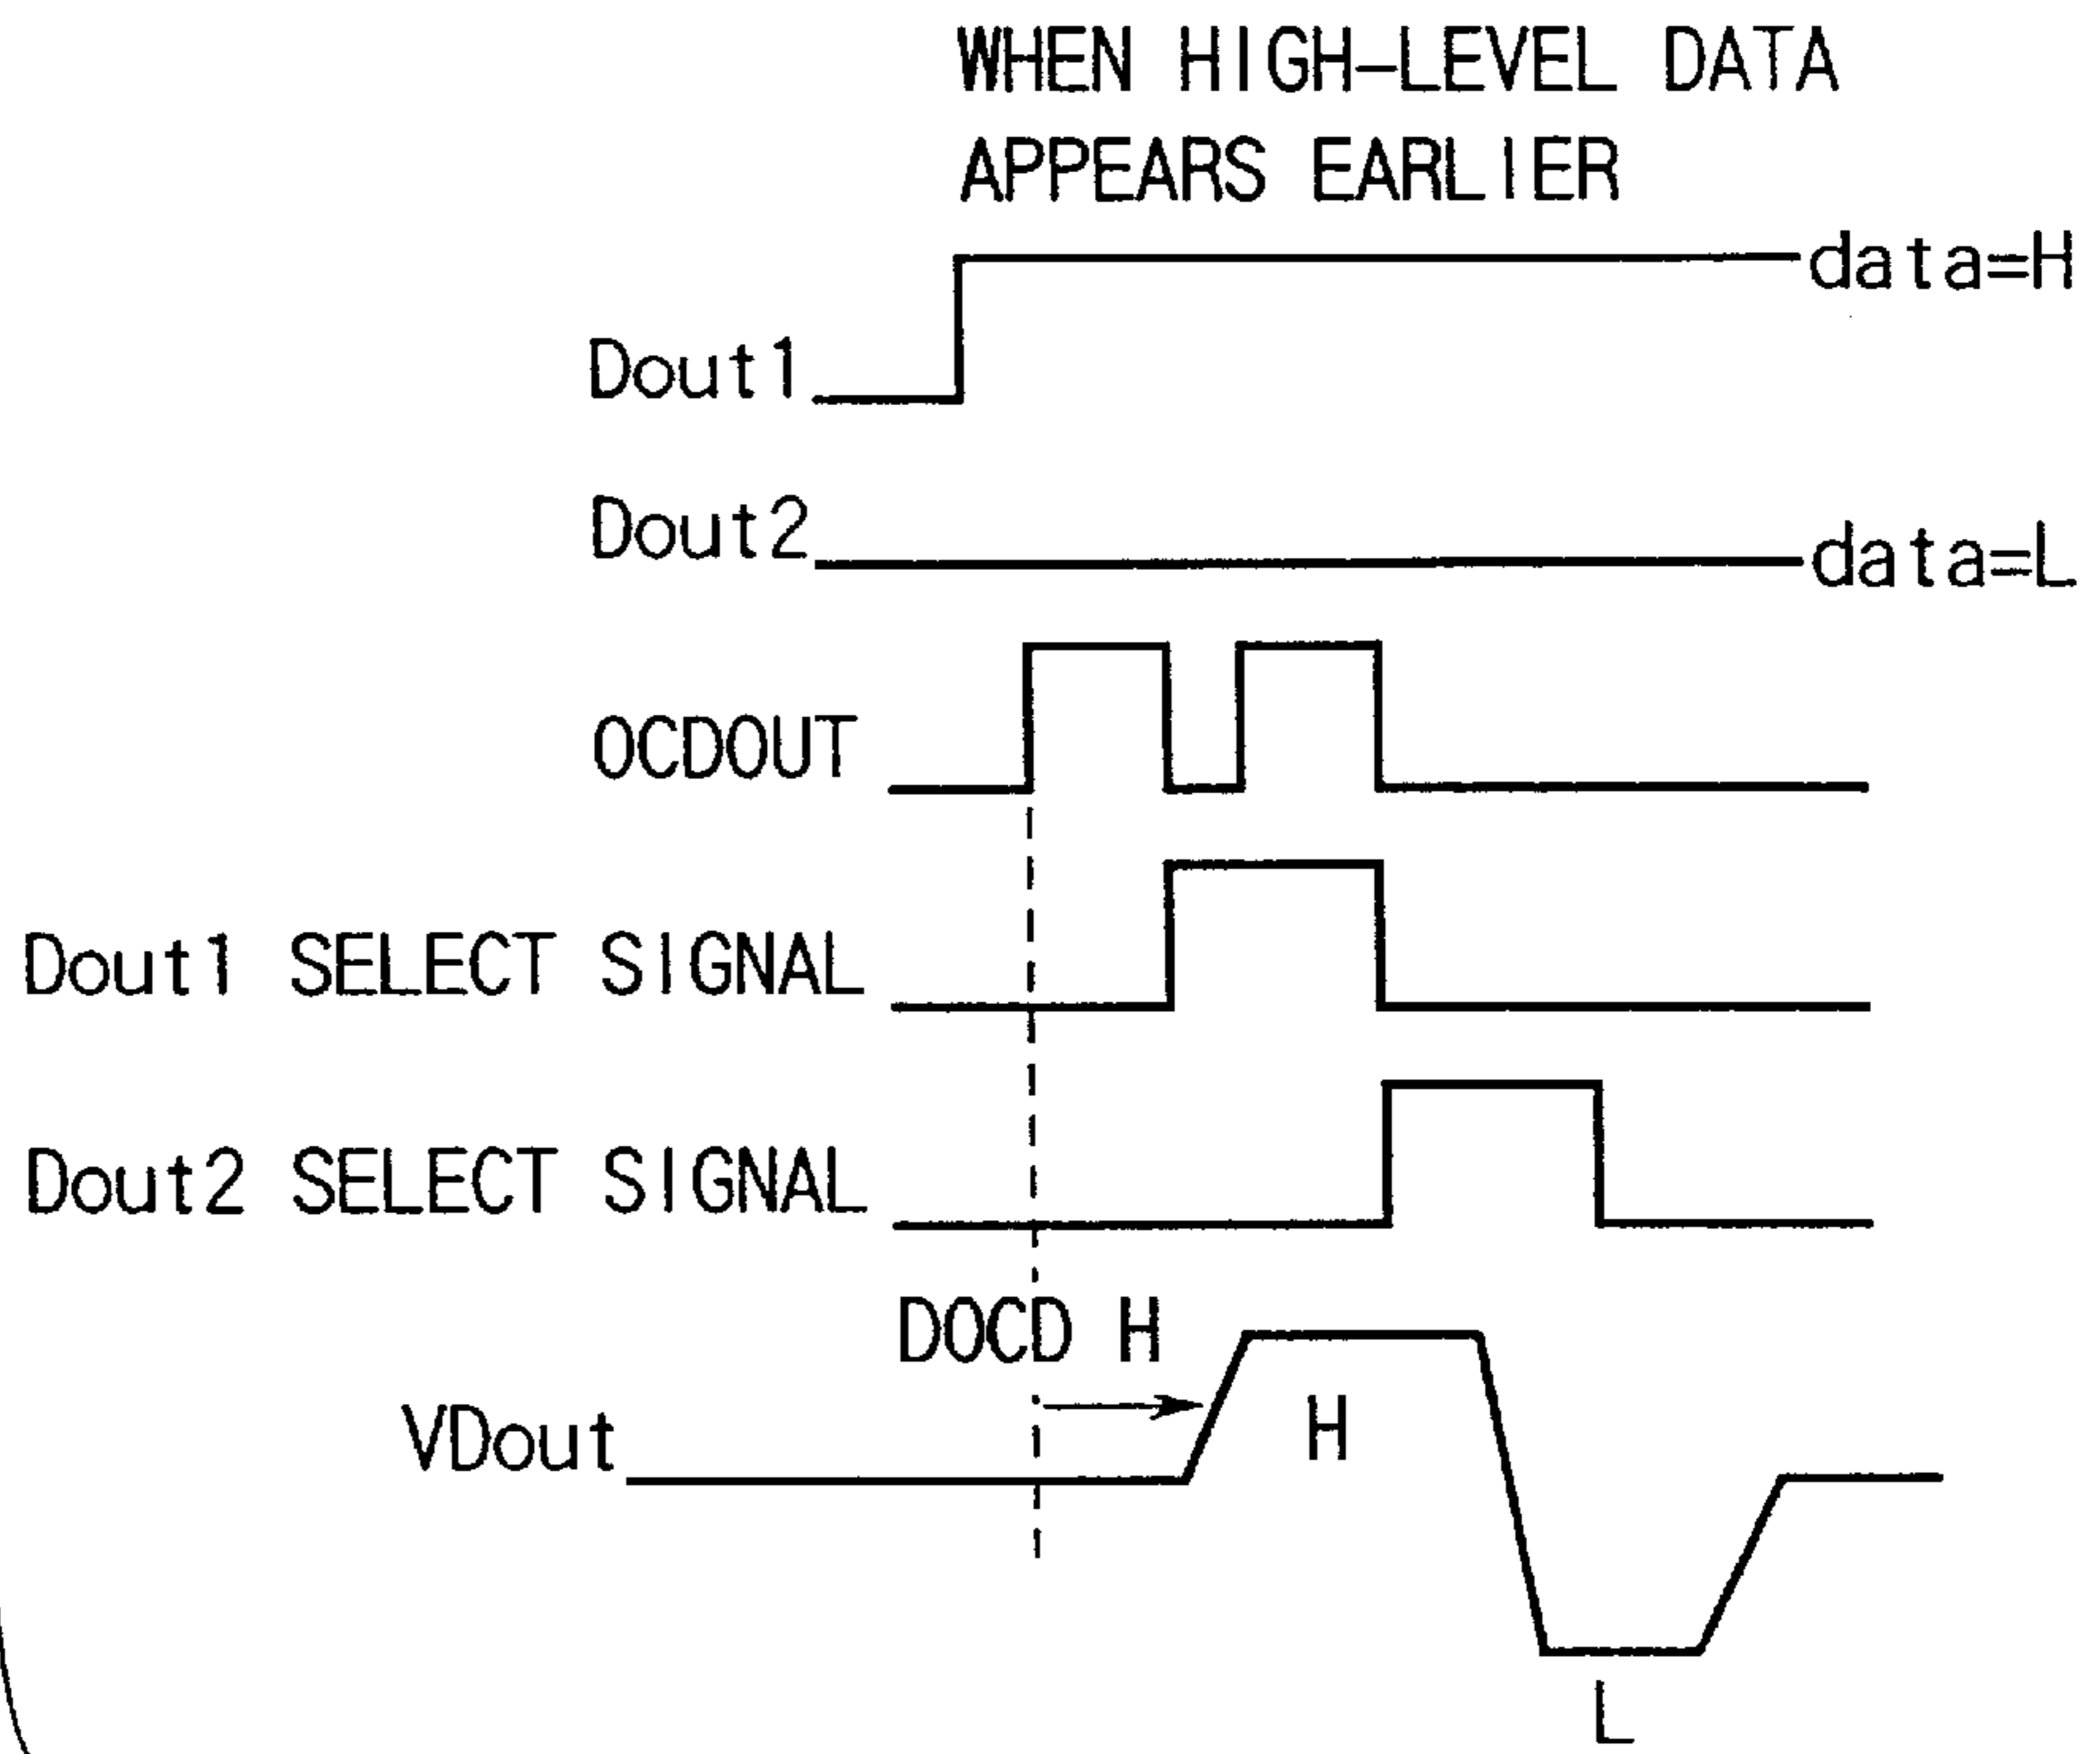 WHEN HIGH-LEVEL DATA
APPEARS EARLIER
data=H
Dout1
Dout2
data=L
OCDOUT
Dout1 SELECT SIGNAL
Dout2 SELECT SIGNAL
DOCD H
VDout
H
L